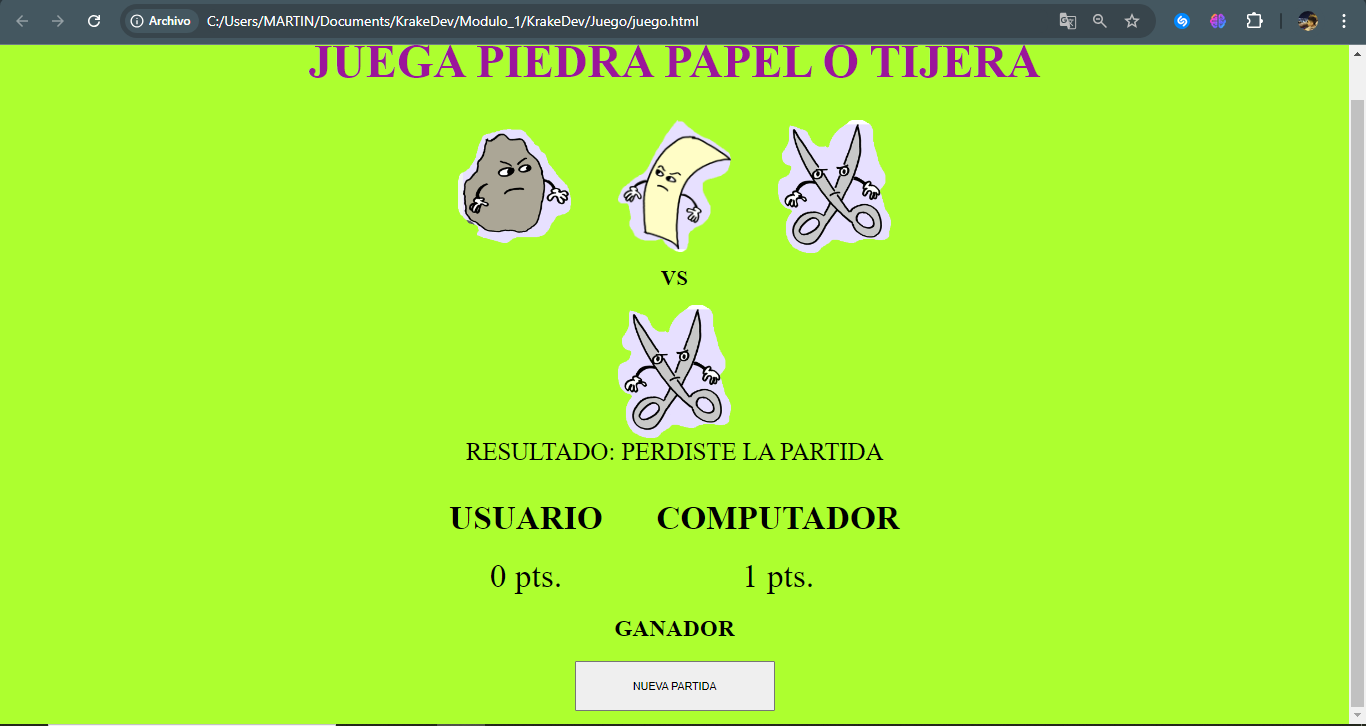 Archivo C:/Users/MARTIN/Documents/KrakeDev/Modulo_1/KrakeDev/Juego/juego.html
JUEGA PIEDRA PAPEL O TIJERA
VS
RESULTADO: PERDISTE LA PARTIDA
USUARIO COMPUTADOR
0 pts. 1 pts.
GANADOR
NUEVA PARTIDA